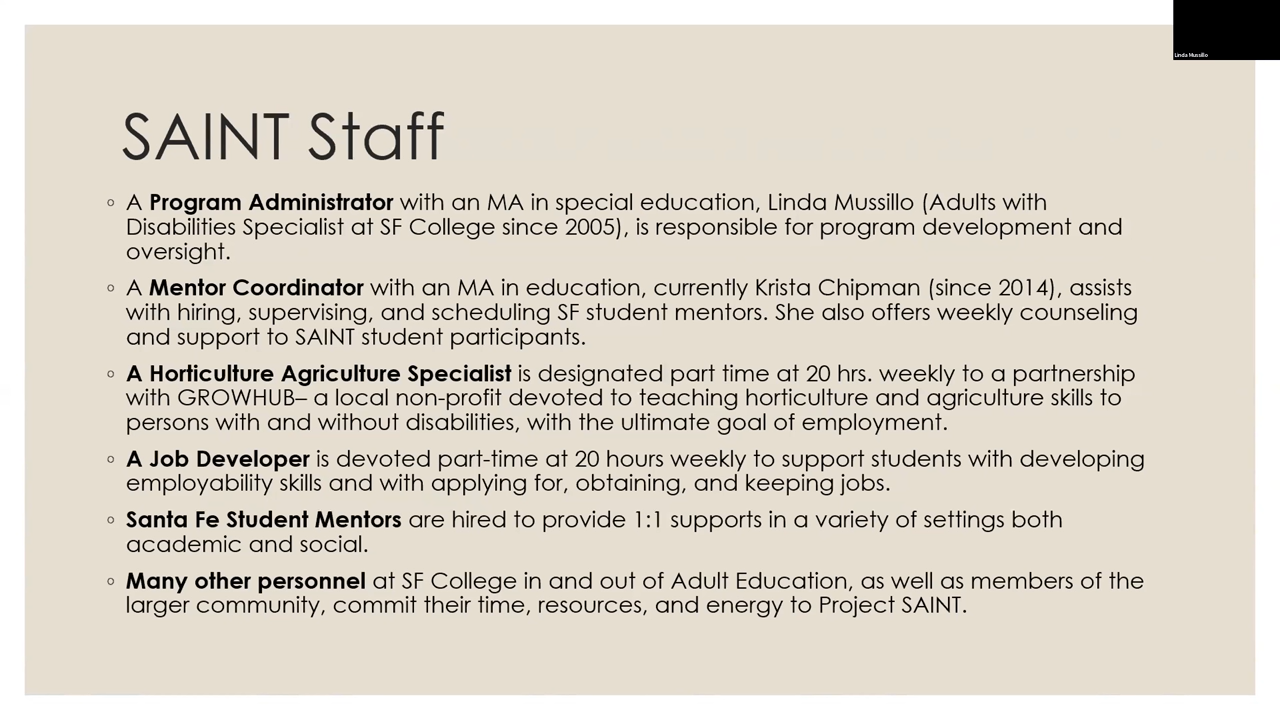 Linda Mussillo
SAINT Staff
◦ A Program Administrator with an MA in special education, Linda Mussillo (Adults with
Disabilities Specialist at SF College since 2005), is responsible for program development and
oversight.
◦ A Mentor Coordinator with an MA in education, currently Krista Chipman (since 2014), assists
with hiring, supervising, and scheduling SF student mentors. She also offers weekly counseling
and support to SAINT student participants.
◦ A Horticulture Agriculture Specialist is designated part time at 20 hrs. weekly to a partnership
with GROWHUB– a local non-profit devoted to teaching horticulture and agriculture skills to
persons with and without disabilities, with the ultimate goal of employment.
◦ A Job Developer is devoted part-time at 20 hours weekly to support students with developing
employability skills and with applying for, obtaining, and keeping jobs.
◦ Santa Fe Student Mentors are hired to provide 1:1 supports in a variety of settings both
academic and social.
◦ Many other personnel at SF College in and out of Adult Education, as well as members of the
larger community, commit their time, resources, and energy to Project SAINT.